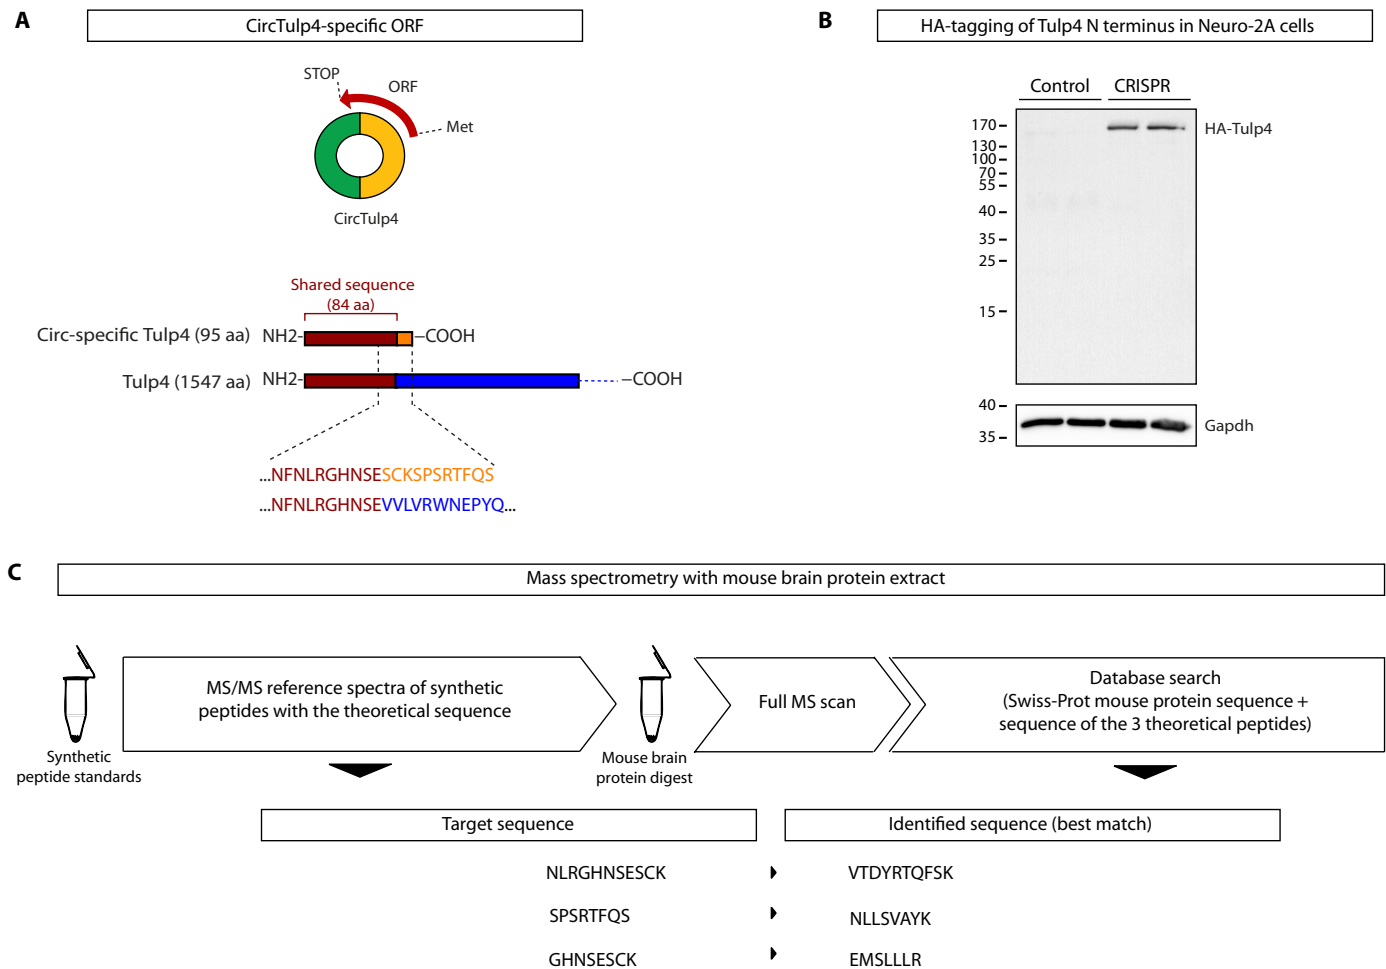 A
CircTulp4-specific ORF
STOP
ORF
Met
CircTulp4
Shared sequence
(84 aa)
Circ-specific Tulp4 (95 aa) NH2- –COOH
Tulp4 (1547 aa) NH2- –COOH
...NFNLRGHNSESCKSPSRTFQS
...NFNLRGHNSEVVLVRWNEPYQ...
B
HA-tagging of Tulp4 N terminus in Neuro-2A cells
Control CRISPR
170
130
100
70
55
40
35
25
15
HA-Tulp4
40
35
Gapdh
C
Mass spectrometry with mouse brain protein extract
Synthetic
peptide standards
MS/MS reference spectra of synthetic
peptides with the theoretical sequence
Mouse brain
protein digest
Full MS scan
Database search
(Swiss-Prot mouse protein sequence +
sequence of the 3 theoretical peptides)
Target sequence
Identified sequence (best match)
NLRGHNSESCK VTDYRTQFSK
SPSRTFQS NLLSVAYK
GHNSESCK EMSLLLR